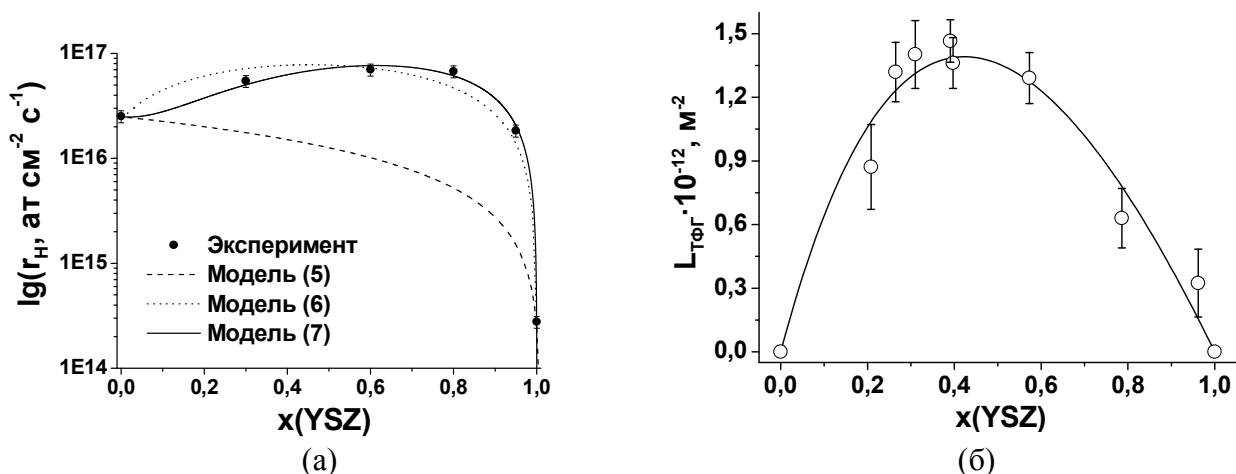 lg(r_H, ат см⁻² с⁻¹)
1E17
1E16
1E15
1E14
Эксперимент
Модель (5)
Модель (6)
Модель (7)
0,0 0,2 0,4 0,6 0,8 1,0
x(YSZ)
(а)
L_ТФГ·10⁻¹², м⁻²
1,5
1,2
0,9
0,6
0,3
0,0
0,0 0,2 0,4 0,6 0,8 1,0
x(YSZ)
(б)